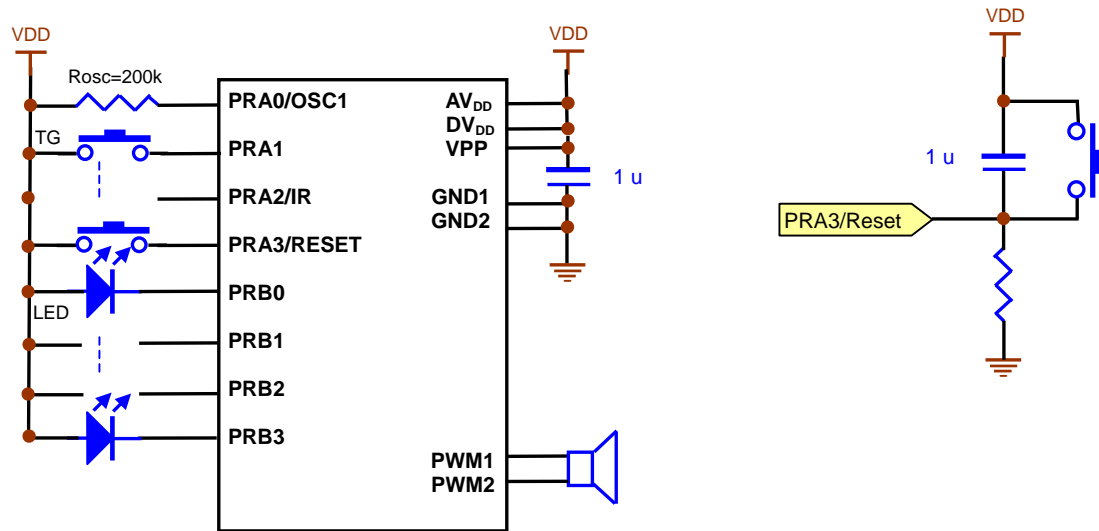 VDD
Rosc=200k
TG
LED
PRA0/OSC1
PRA1
PRA2/IR
PRA3/RESET
PRB0
PRB1
PRB2
PRB3
AVDD
DVDD
VPP
GND1
GND2
PWM1
PWM2
VDD
1 u
VDD
1 u
PRA3/Reset